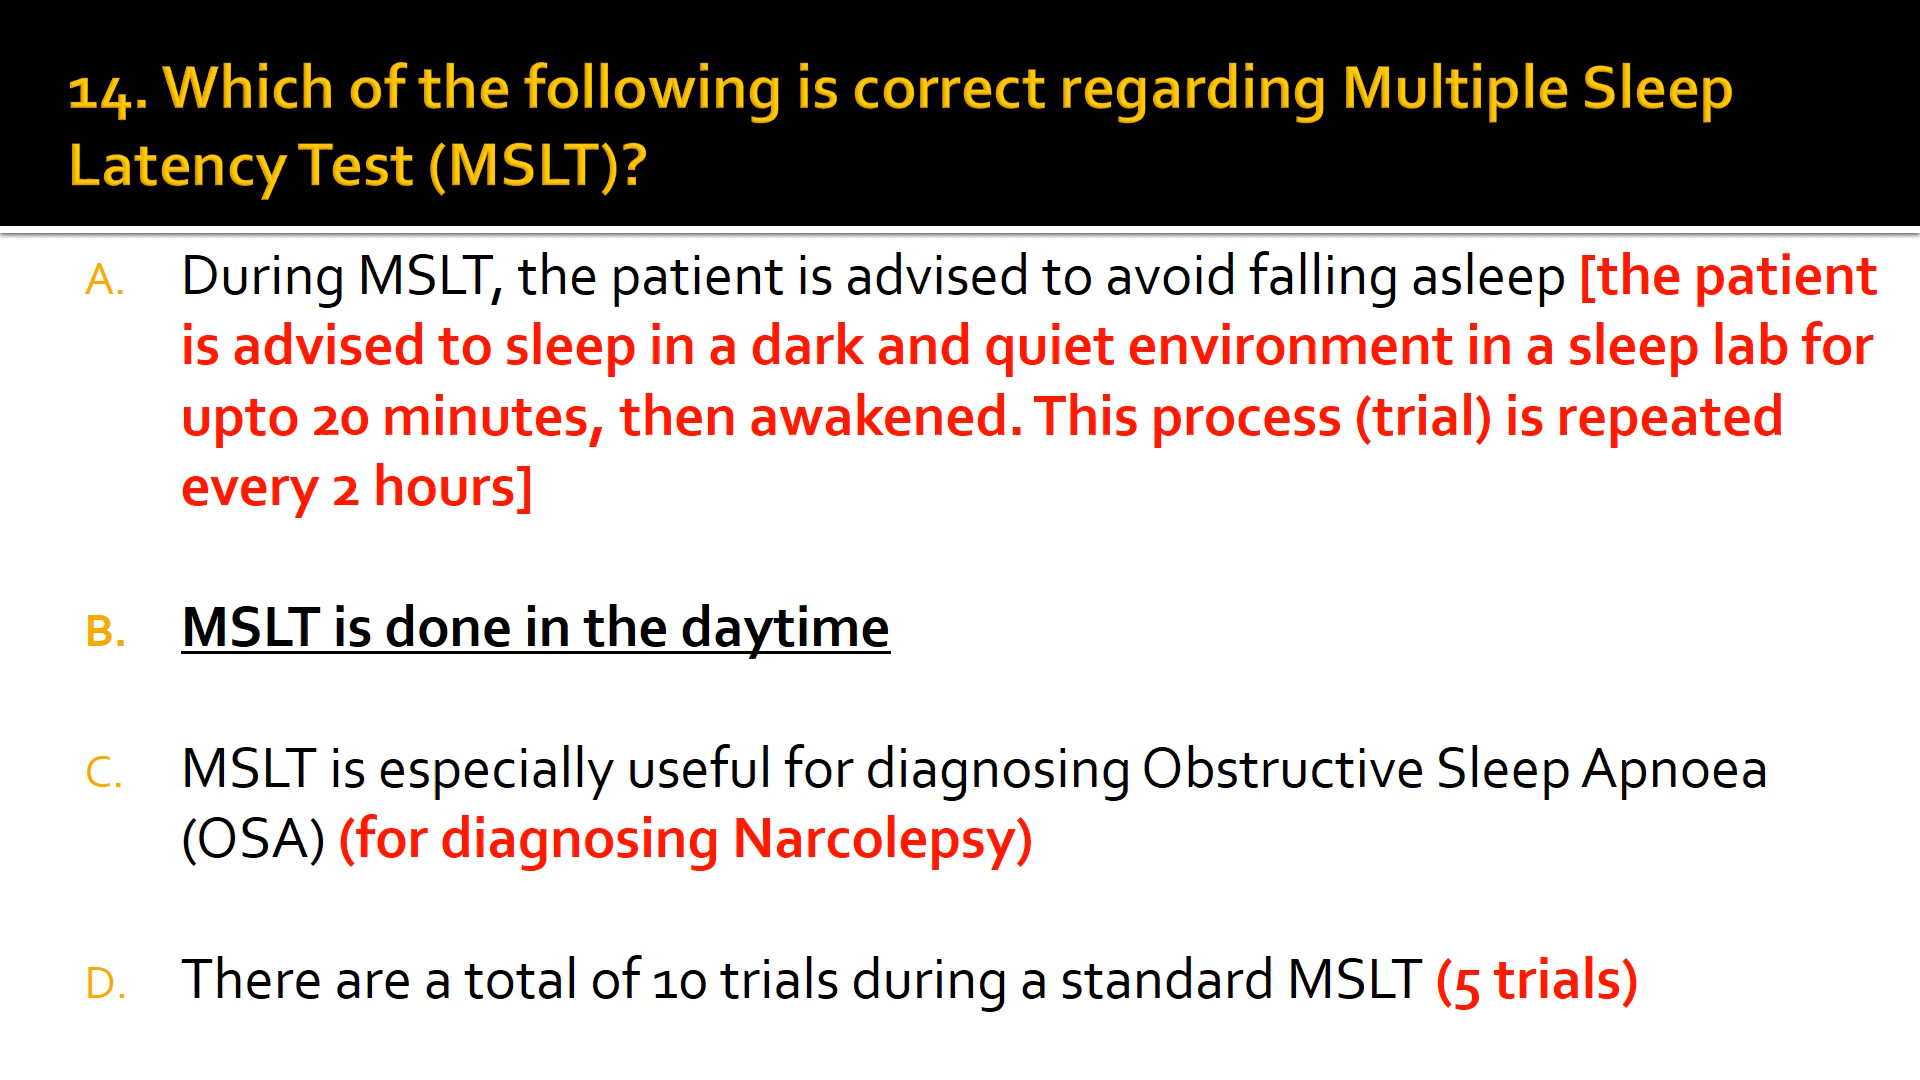 14. Which of the following is correct regarding Multiple Sleep
Latency Test (MSLT)?
A. During MSLT, the patient is advised to avoid falling asleep [the patient
is advised to sleep in a dark and quiet environment in a sleep lab for
upto 20 minutes, then awakened. This process (trial) is repeated
every 2 hours]
B. MSLT is done in the daytime
C. MSLT is especially useful for diagnosing Obstructive Sleep Apnoea
(OSA) (for diagnosing Narcolepsy)
D. There are a total of 10 trials during a standard MSLT (5 trials)